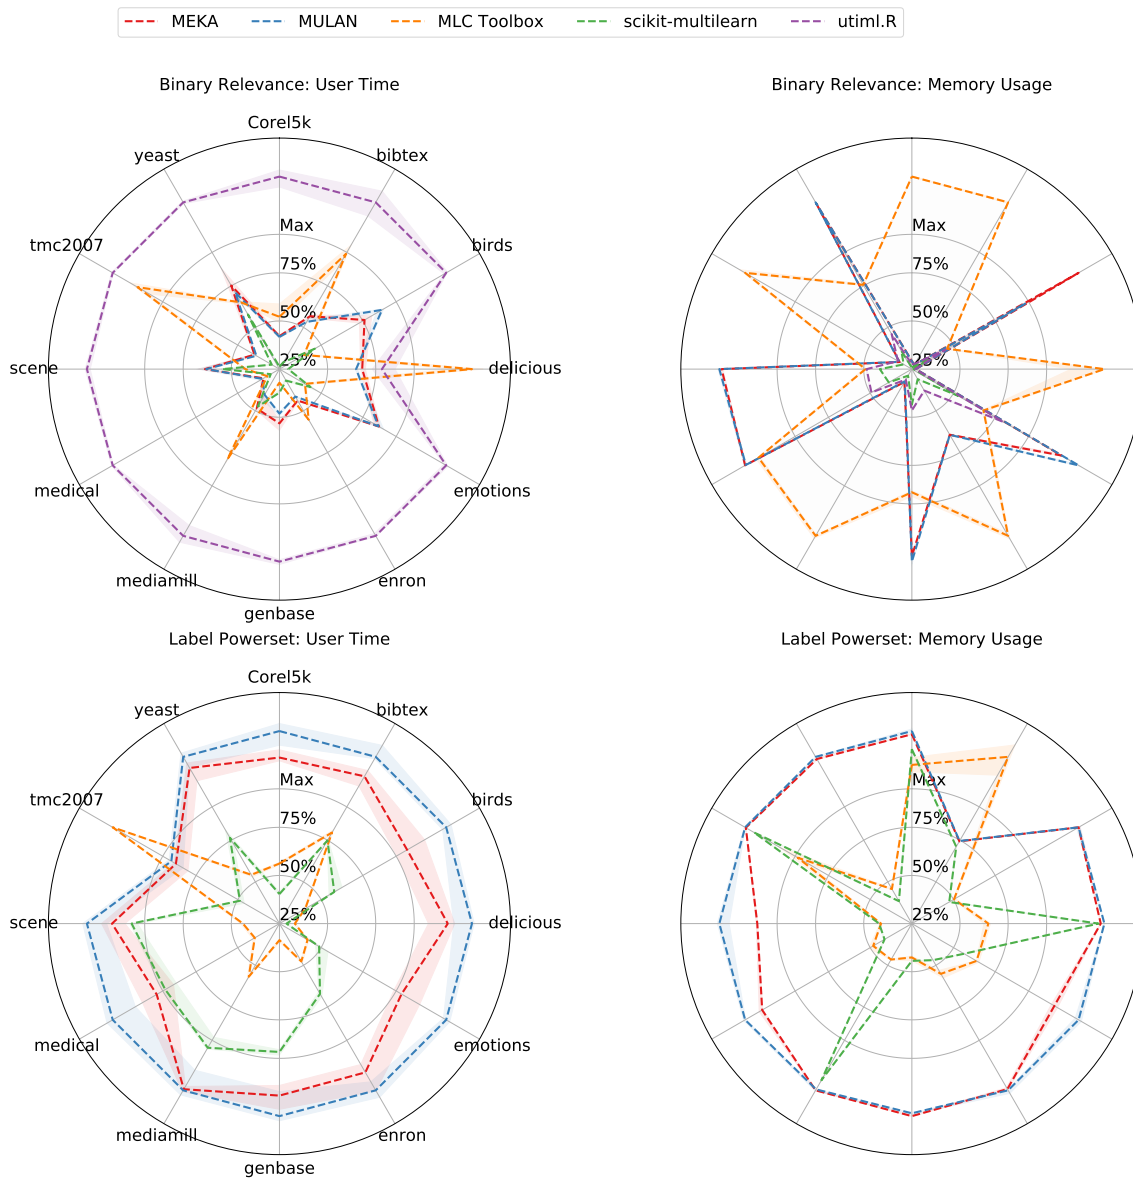 MEKA MULAN MLC Toolbox scikit-multilearn utiml.R
Binary Relevance: User Time
Corel5k
yeast
bibtex
tmc2007
birds
Max
75%
50%
25%
scene
delicious
medical
emotions
mediamill
enron
genbase
Binary Relevance: Memory Usage
Max
75%
50%
25%
Label Powerset: User Time
Corel5k
yeast
bibtex
tmc2007
birds
Max
75%
50%
25%
scene
delicious
medical
emotions
mediamill
enron
genbase
Label Powerset: Memory Usage
Max
75%
50%
25%